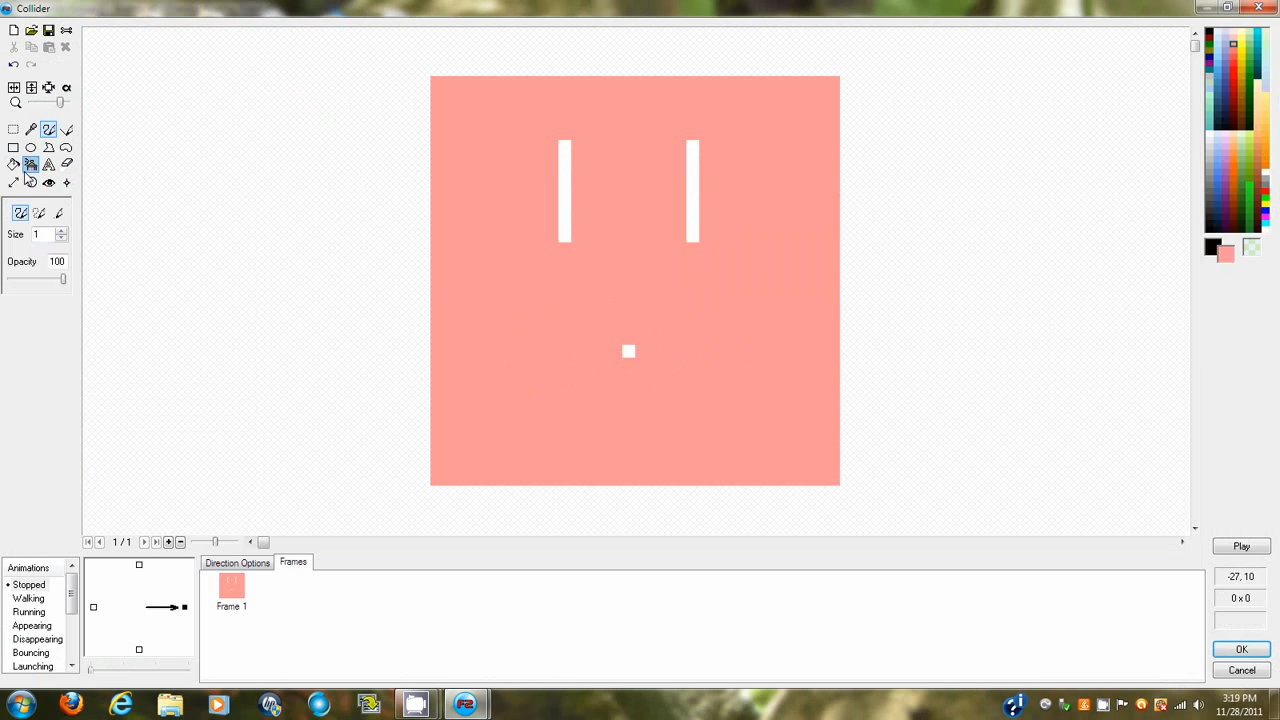 Collider
Size 1
Opacity 100
1 / 1
Direction Options Frames
Animations
Stopped
Walking
Running
Appearing
Disappearing
Bouncing
Launching
Frame 1
Play
-27, 10
0 x 0
OK
Cancel
3:19 PM
11/28/2011